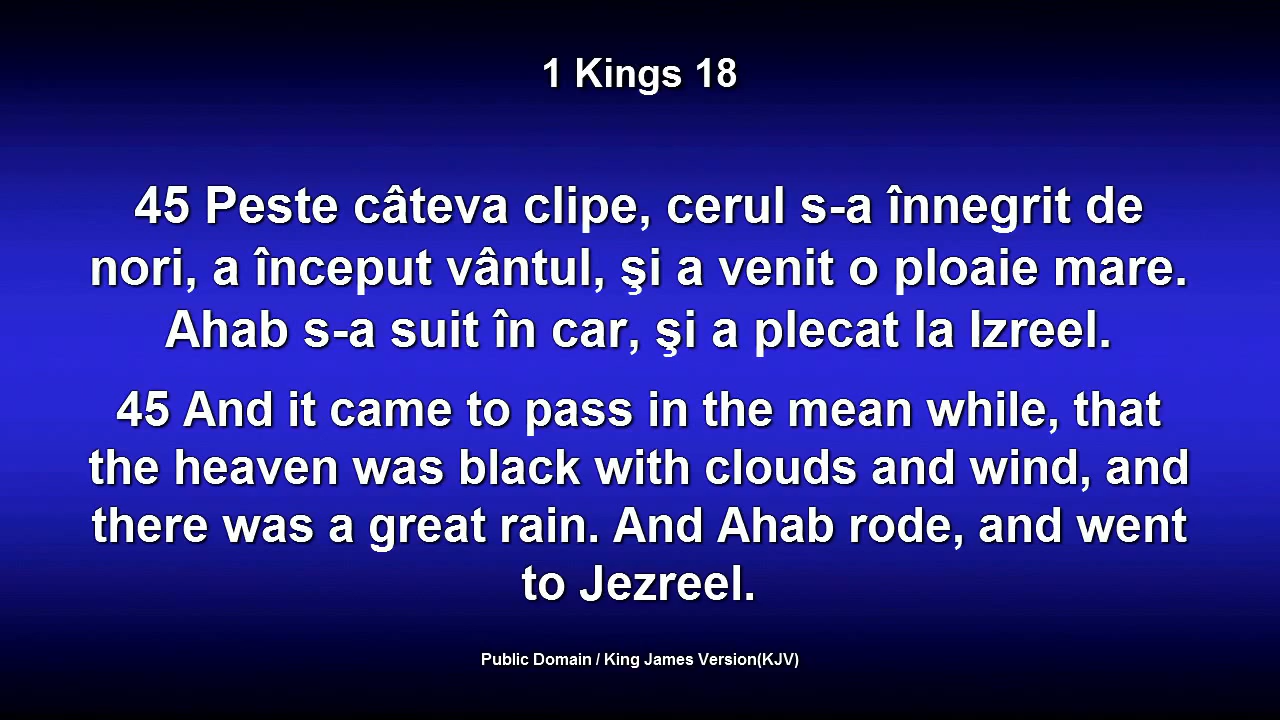 1 Kings 18
45 Peste câteva clipe, cerul s-a înnegrit de
nori, a început vântul, şi a venit o ploaie mare.
Ahab s-a suit în car, şi a plecat la Izreel.
45 And it came to pass in the mean while, that
the heaven was black with clouds and wind, and
there was a great rain. And Ahab rode, and went
to Jezreel.
Public Domain / King James Version(KJV)